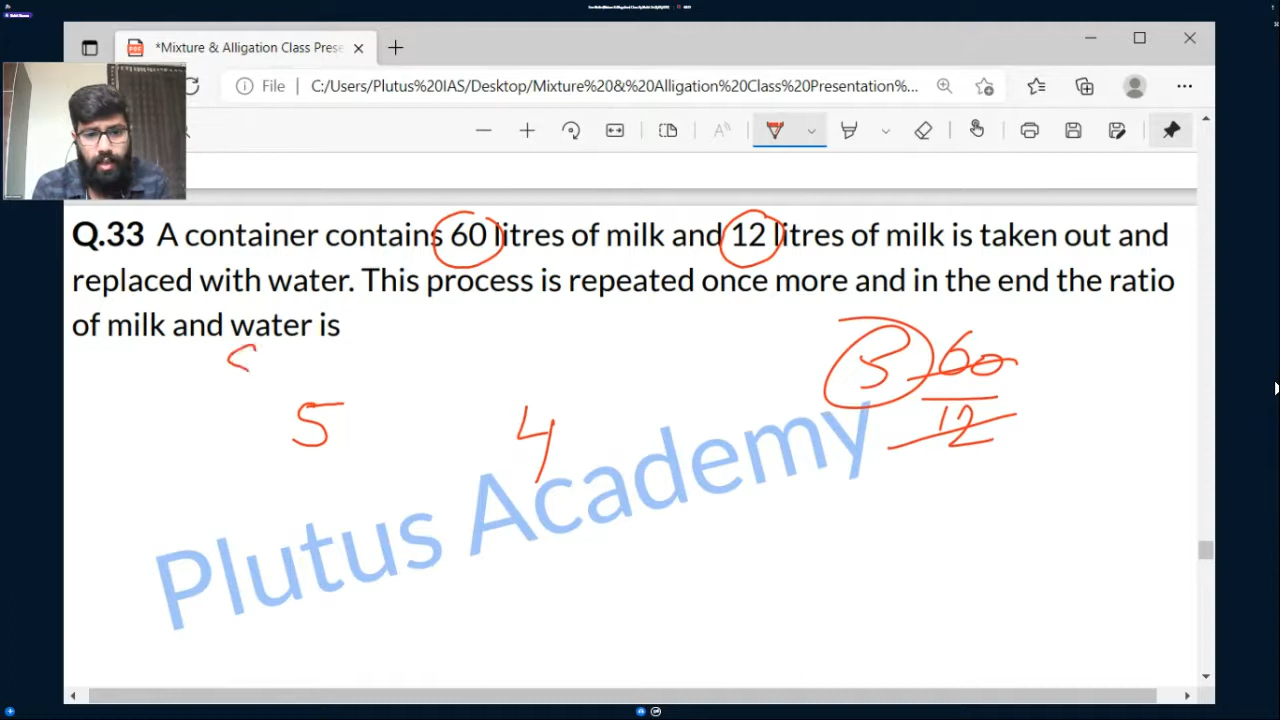 *Mixture & Alligation Class Prese
File
C:/Users/Plutus%20IAS/Desktop/Mixture%20&%20Alligation%20Class%20Presentation%...
Q.33 A container contains 60 litres of milk and 12 litres of milk is taken out and
replaced with water. This process is repeated once more and in the end the ratio
of milk and water is
5 60
12
5 4
Plutus Academy